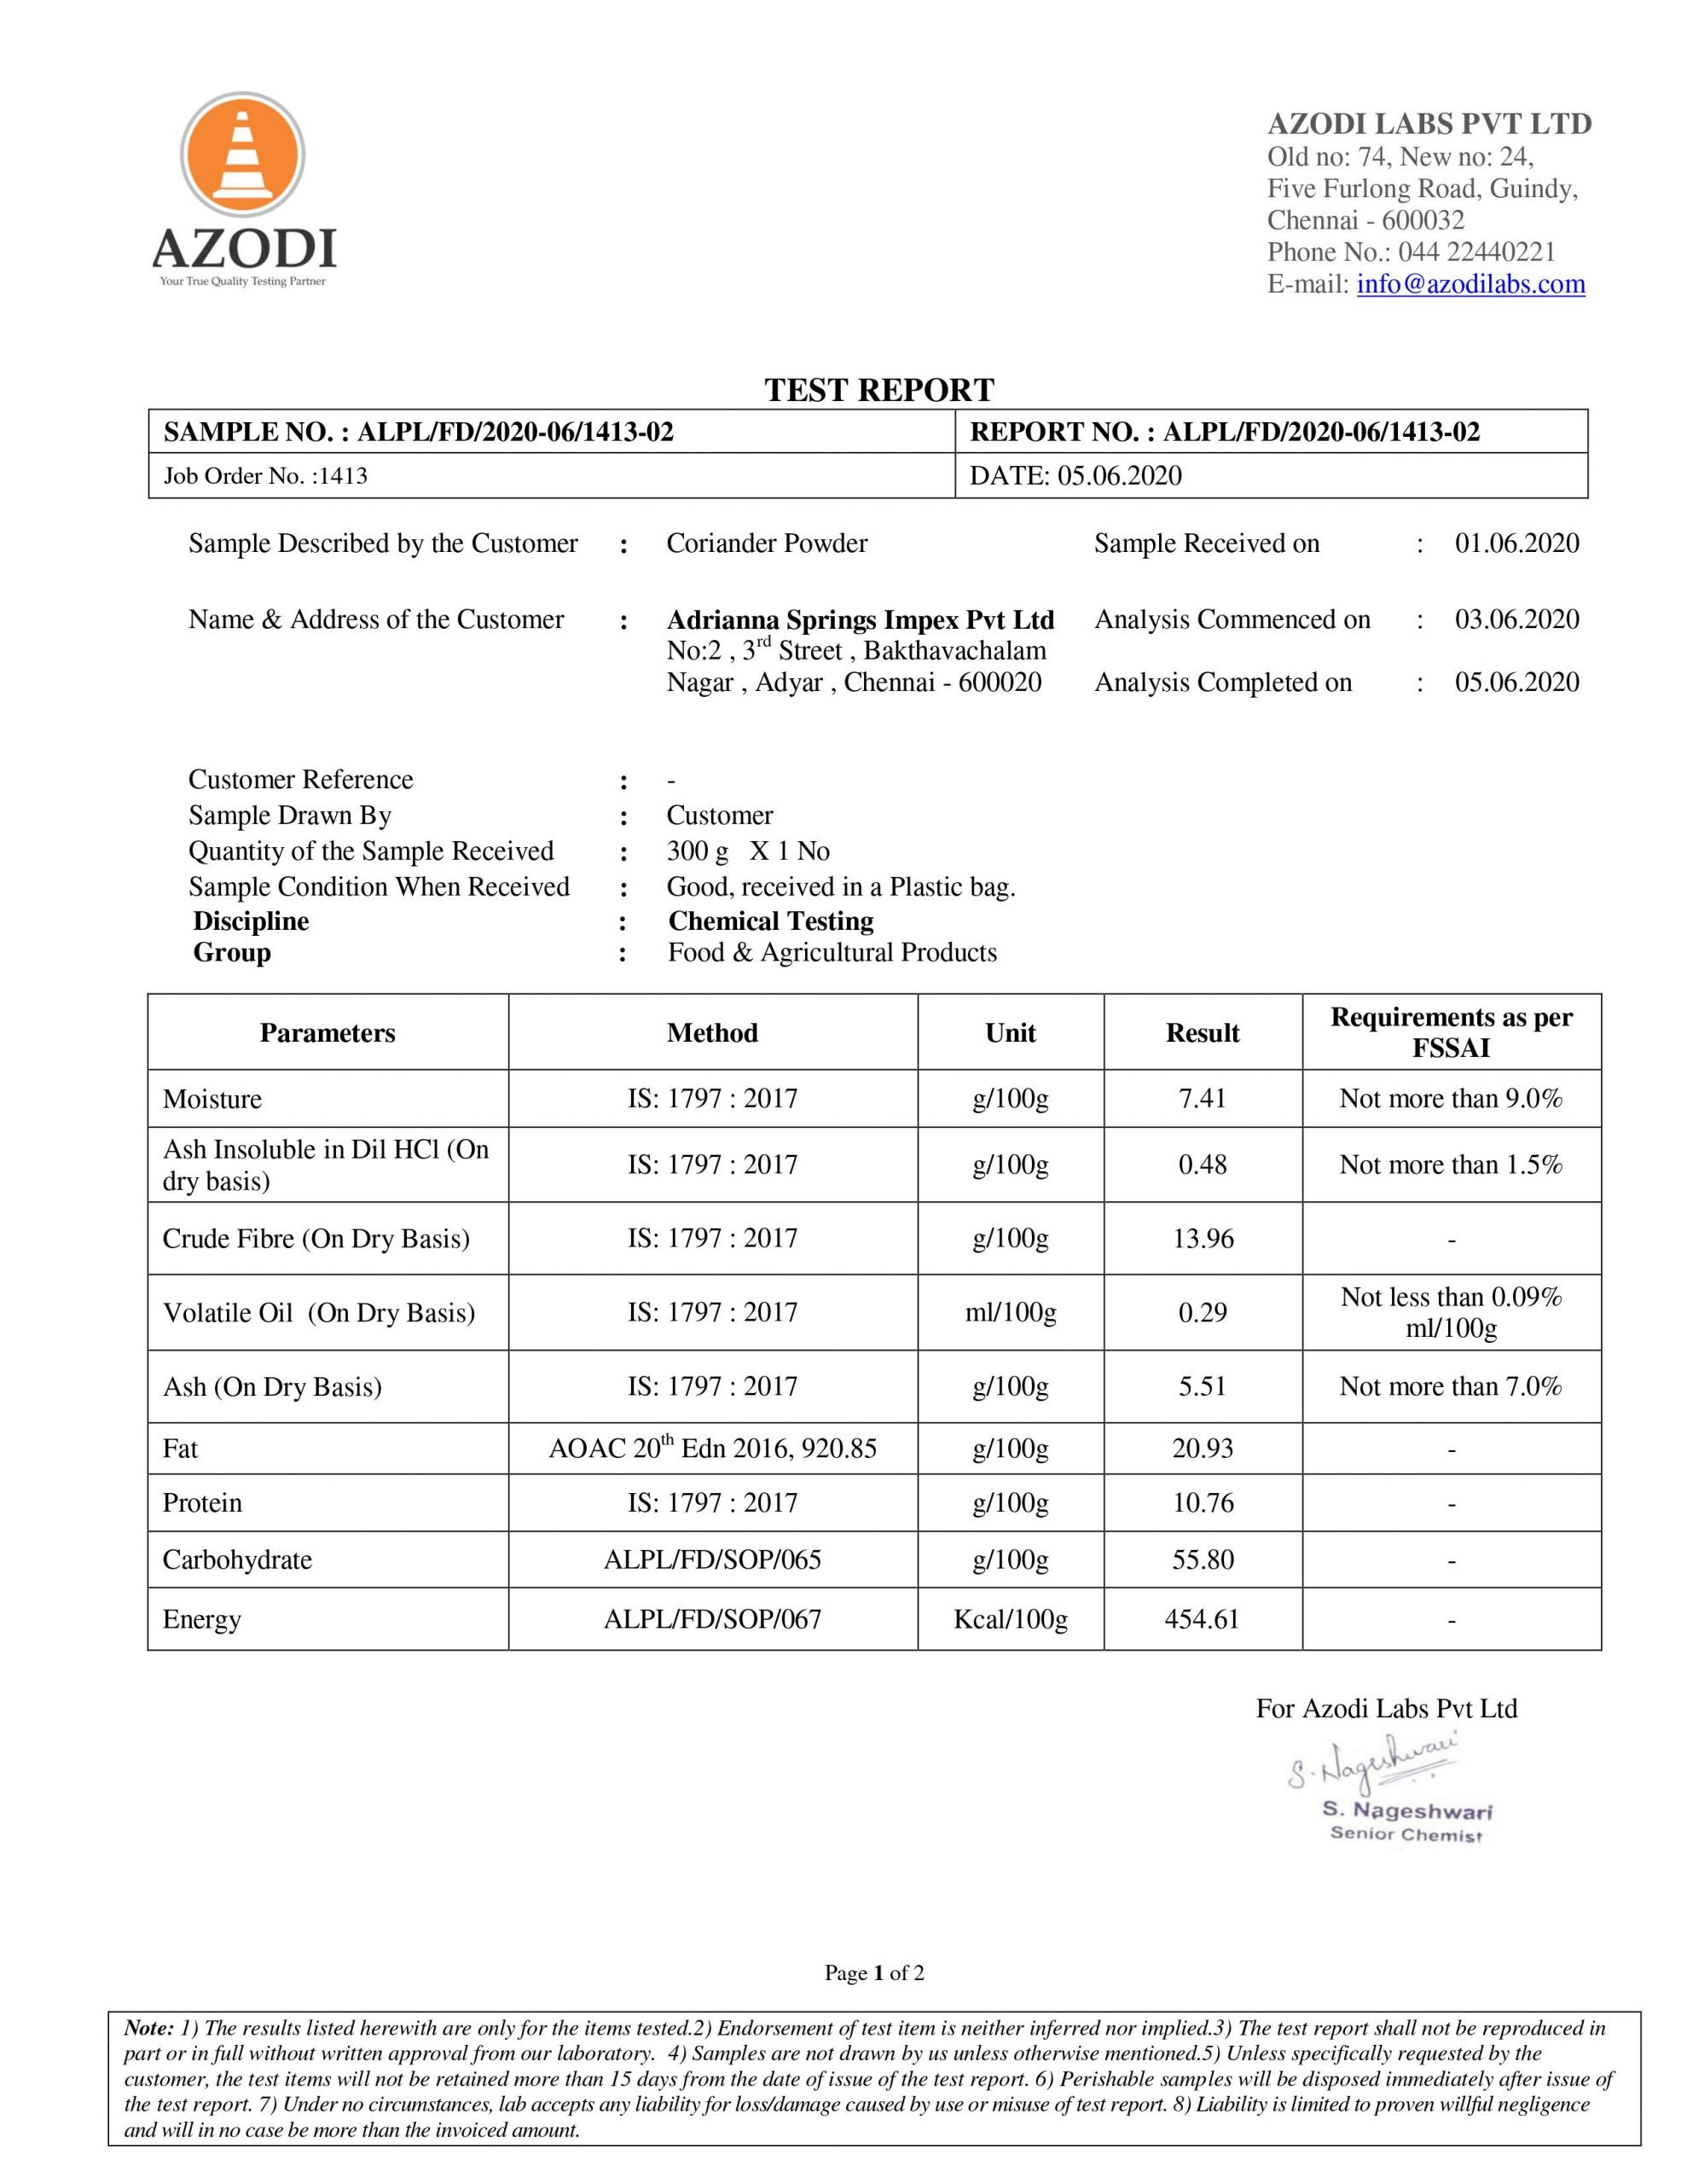 AZODI
Your True Quality Testing Partner
AZODI LABS PVT LTD
Old no: 74, New no: 24,
Five Furlong Road, Guindy,
Chennai - 600032
Phone No.: 044 22440221
E-mail: info@azodilabs.com
TEST REPORT
SAMPLE NO. : ALPL/FD/2020-06/1413-02 REPORT NO. : ALPL/FD/2020-06/1413-02
Job Order No. :1413 DATE: 05.06.2020
Sample Described by the Customer : Coriander Powder Sample Received on : 01.06.2020
Name & Address of the Customer : Adrianna Springs Impex Pvt Ltd Analysis Commenced on : 03.06.2020
No:2 , 3rd Street , Bakthavachalam
Nagar , Adyar , Chennai - 600020 Analysis Completed on : 05.06.2020
Customer Reference : -
Sample Drawn By : Customer
Quantity of the Sample Received : 300 g X 1 No
Sample Condition When Received : Good, received in a Plastic bag.
Discipline : Chemical Testing
Group : Food & Agricultural Products
Parameters Method Unit Result Requirements as per FSSAI
Moisture IS: 1797 : 2017 g/100g 7.41 Not more than 9.0%
Ash Insoluble in Dil HCl (On dry basis) IS: 1797 : 2017 g/100g 0.48 Not more than 1.5%
Crude Fibre (On Dry Basis) IS: 1797 : 2017 g/100g 13.96 -
Volatile Oil (On Dry Basis) IS: 1797 : 2017 ml/100g 0.29 Not less than 0.09% ml/100g
Ash (On Dry Basis) IS: 1797 : 2017 g/100g 5.51 Not more than 7.0%
Fat AOAC 20th Edn 2016, 920.85 g/100g 20.93 -
Protein IS: 1797 : 2017 g/100g 10.76 -
Carbohydrate ALPL/FD/SOP/065 g/100g 55.80 -
Energy ALPL/FD/SOP/067 Kcal/100g 454.61 -
For Azodi Labs Pvt Ltd
S. Nageshwari
S. Nageshwari
Senior Chemist
Page 1 of 2
Note: 1) The results listed herewith are only for the items tested.2) Endorsement of test item is neither inferred nor implied.3) The test report shall not be reproduced in
part or in full without written approval from our laboratory. 4) Samples are not drawn by us unless otherwise mentioned.5) Unless specifically requested by the
customer, the test items will not be retained more than 15 days from the date of issue of the test report. 6) Perishable samples will be disposed immediately after issue of
the test report. 7) Under no circumstances, lab accepts any liability for loss/damage caused by use or misuse of test report. 8) Liability is limited to proven willful negligence
and will in no case be more than the invoiced amount.